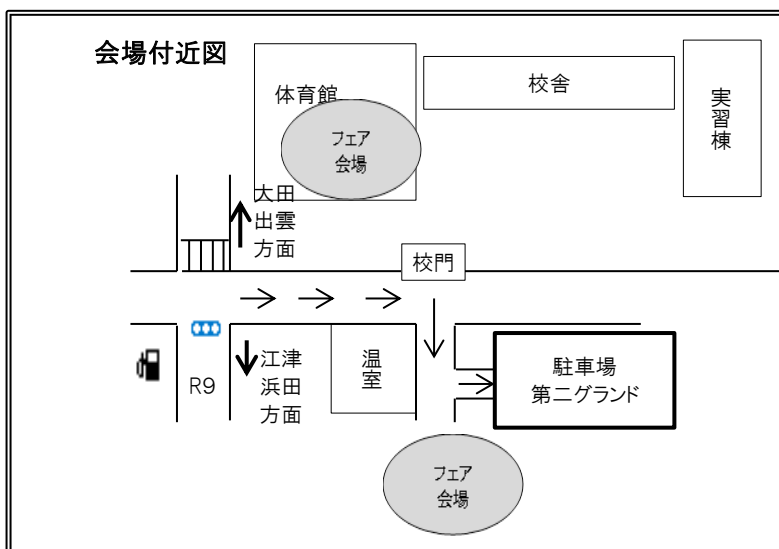 会場付近図
体育館
フェア
会場
校舎
実習棟
大田
出雲
方面
校門
R9
江津
浜田
方面
温室
駐車場
第二グランド
フェア
会場